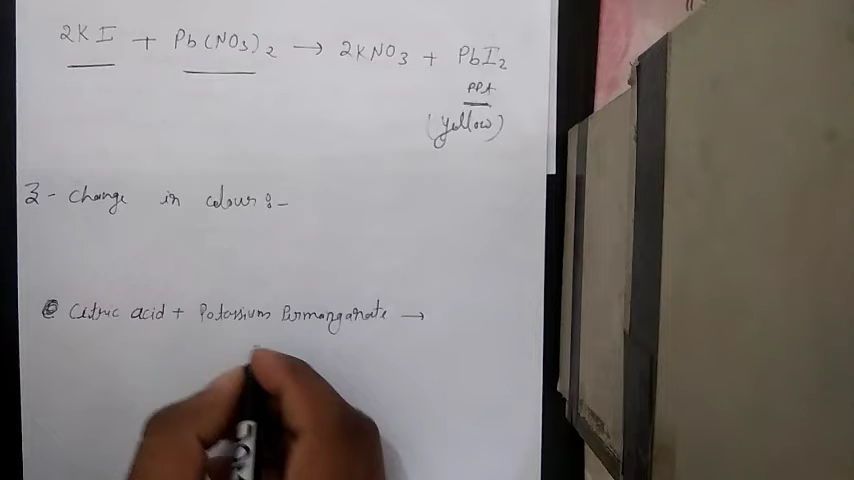 2KI + Pb(NO3)2 → 2KNO3 + PbI2
PPt
(yellow)
3- change in colour :-
Citric acid + Potassium Permanganate →